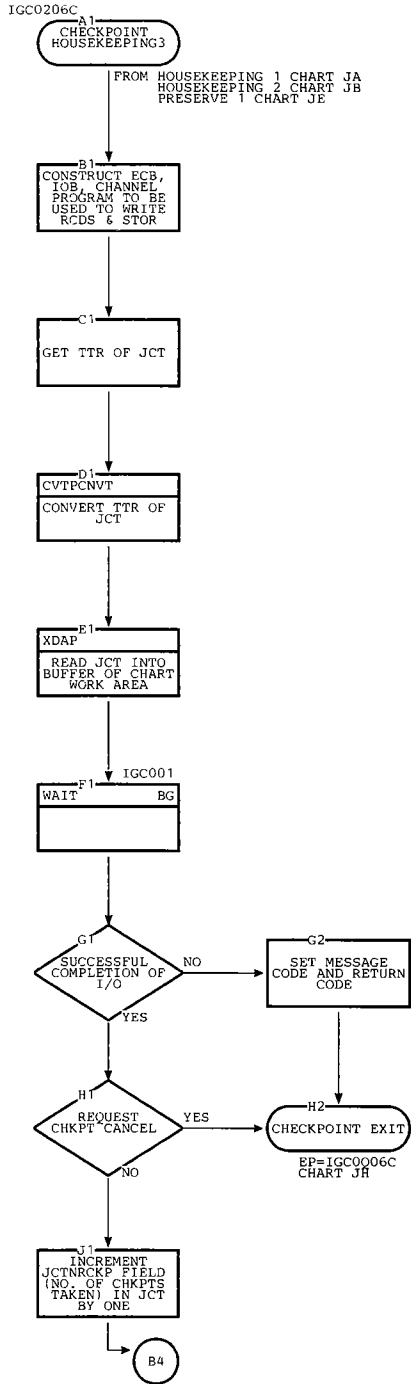 IGC0206C
A1
CHECKPOINT
HOUSEKEEPING3
FROM HOUSEKEEPING 1 CHART JA
HOUSEKEEPING 2 CHART JB
PRESERVE 1 CHART JE
B1
CONSTRUCT ECB,
IOB, CHANNEL
PROGRAM TO BE
USED TO WRITE
RCDS & STOR
C1
GET TTR OF JCT
D1
CVTPCNVT
CONVERT TTR OF
JCT
E1
XDAP
READ JCT INTO
BUFFER OF CHART
WORK AREA
F1
IGC001
WAIT BG
G1
SUCCESSFUL
COMPLETION OF
I/O
NO
YES
G2
SET MESSAGE
CODE AND RETURN
CODE
H1
REQUEST
CHKPT CANCEL
YES
NO
H2
CHECKPOINT EXIT
EP=IGC0Q06C
CHART JH
J1
INCREMENT
JCTNRCKP FIELD
(NO. OF CHKPTS
TAKEN) IN JCT
BY ONE
B4